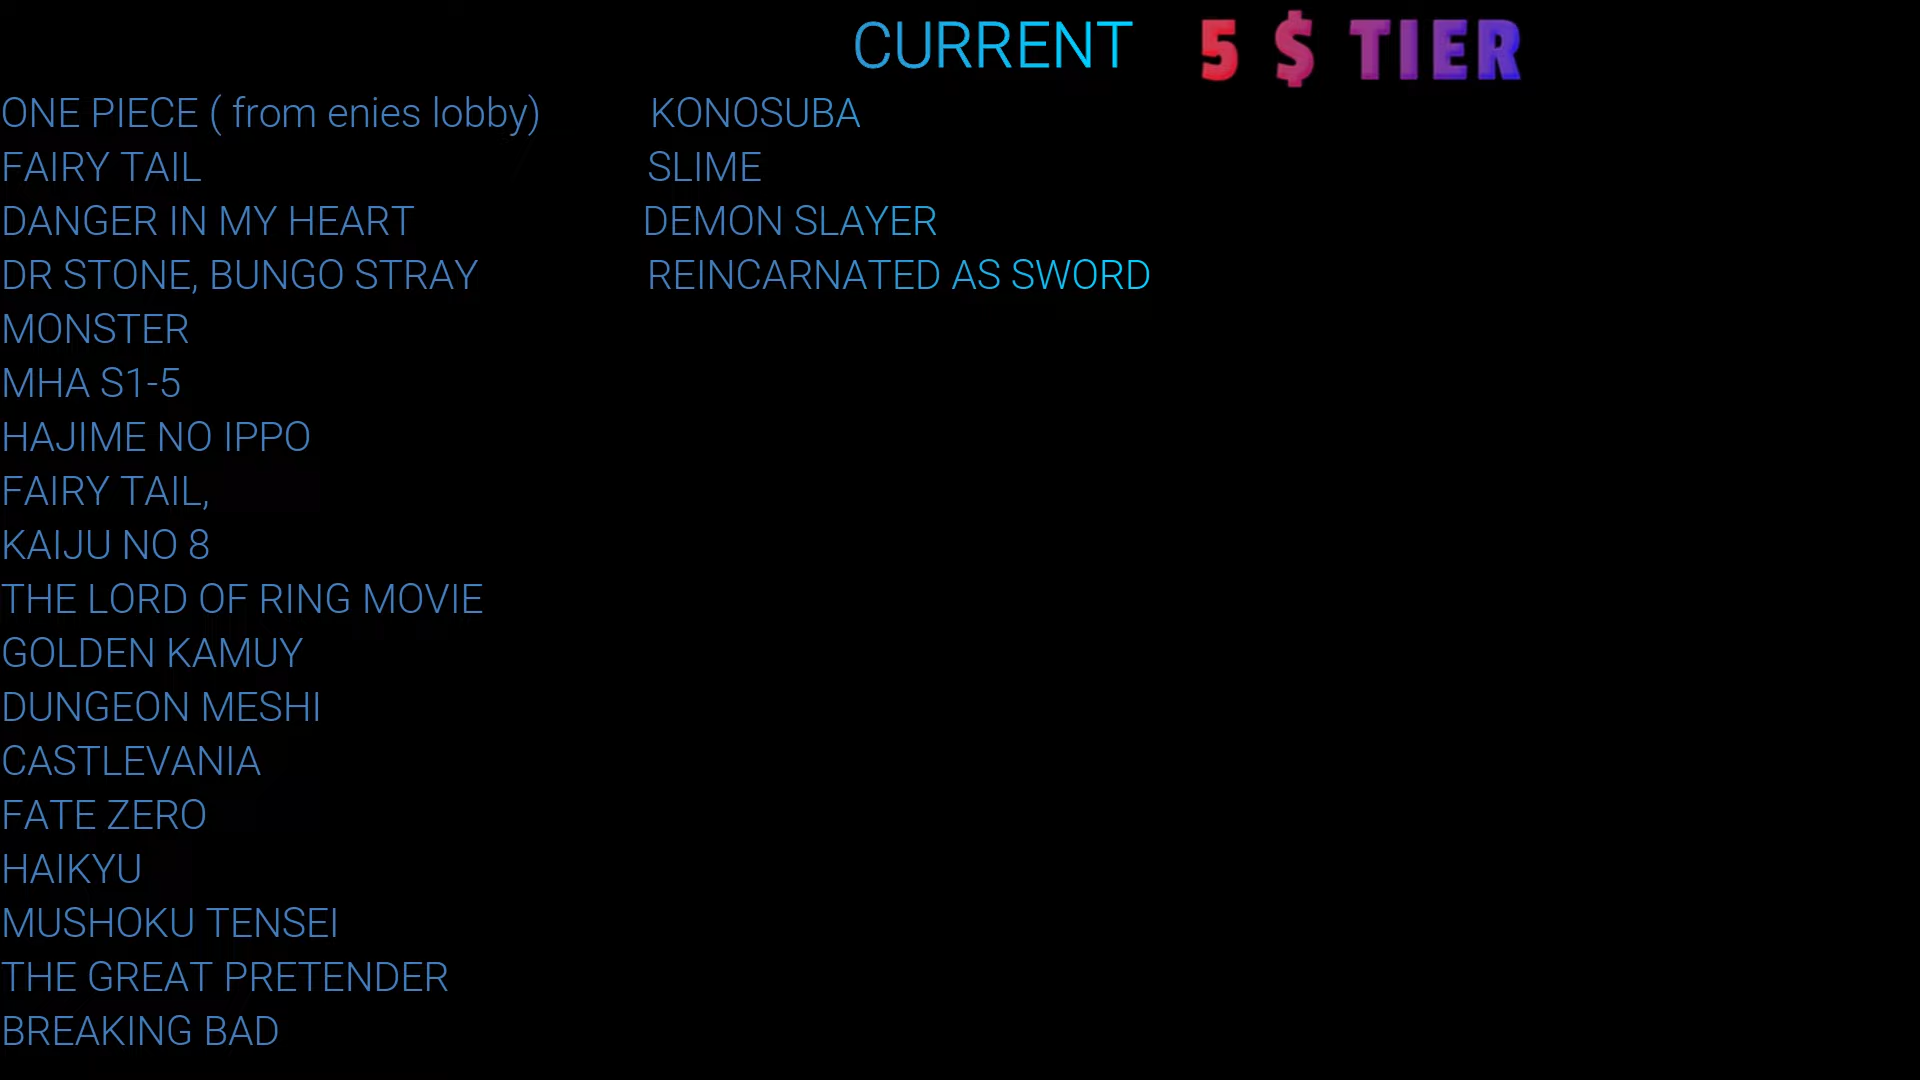 CURRENT 5 $ TIER
ONE PIECE ( from enies lobby) KONOSUBA
FAIRY TAIL SLIME
DANGER IN MY HEART DEMON SLAYER
DR STONE, BUNGO STRAY REINCARNATED AS SWORD
MONSTER
MHA S1-5
HAJIME NO IPPO
FAIRY TAIL,
KAIJU NO 8
THE LORD OF RING MOVIE
GOLDEN KAMUY
DUNGEON MESHI
CASTLEVANIA
FATE ZERO
HAIKYU
MUSHOKU TENSEI
THE GREAT PRETENDER
BREAKING BAD